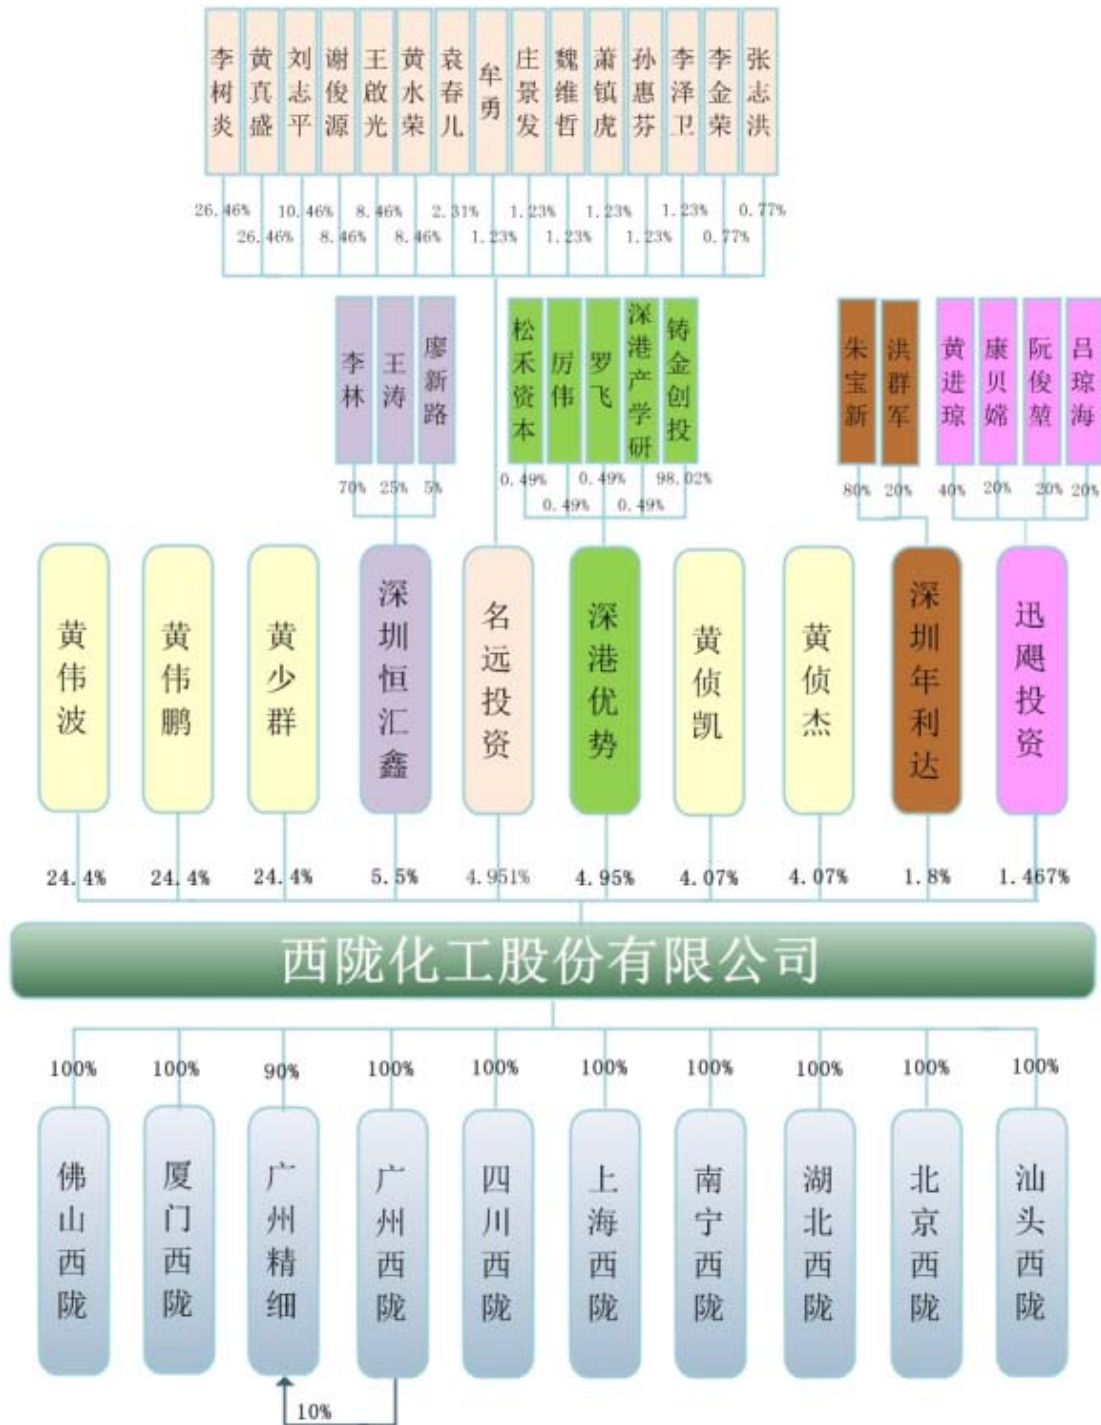 李树炎
黄真盛
刘志平
谢俊源
王啟光
黄水荣
袁春儿
牟勇
庄景发
魏维哲
萧镇虎
孙惠芬
李泽卫
李金荣
张志洪
26.46%
26.46%
10.46%
8.46%
8.46%
8.46%
2.31%
1.23%
1.23%
1.23%
1.23%
1.23%
1.23%
0.77%
0.77%
李林
王涛
廖新路
松禾资本
厉伟
罗飞
深港产学研
铸金创投
朱宝新
洪群军
黄进琼
康贝嫦
阮俊堃
吕琼海
70%
25%
5%
0.49%
0.49%
0.49%
0.49%
98.02%
80%
20%
40%
20%
20%
20%
黄伟波
黄伟鹏
黄少群
深圳恒汇鑫
名远投资
深港优势
黄侦凯
黄侦杰
深圳年利达
迅飓投资
24.4%
24.4%
24.4%
5.5%
4.951%
4.95%
4.07%
4.07%
1.8%
1.467%
西陇化工股份有限公司
100%
100%
90%
100%
100%
100%
100%
100%
100%
100%
佛山西陇
厦门西陇
广州精细
广州西陇
四川西陇
上海西陇
南宁西陇
湖北西陇
北京西陇
汕头西陇
10%